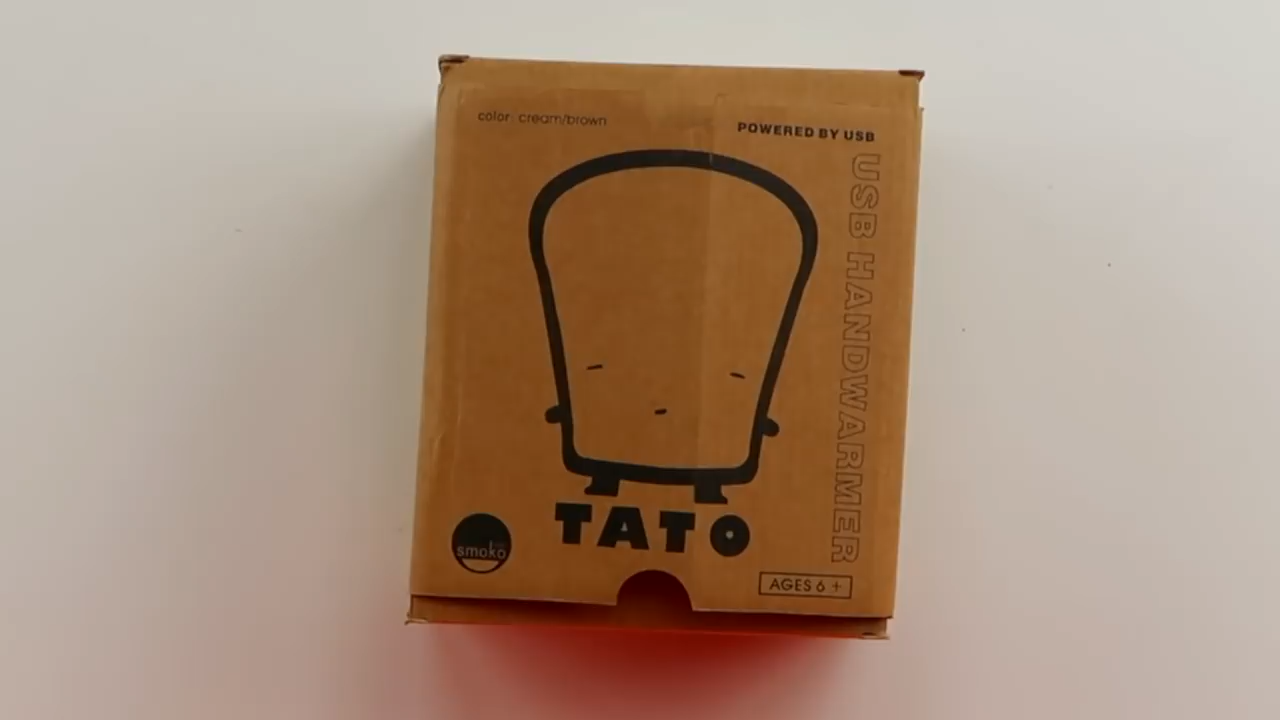 color: cream/brown
POWERED BY USB
USB HANDWARMER
TATO
smoko
AGES 6 +